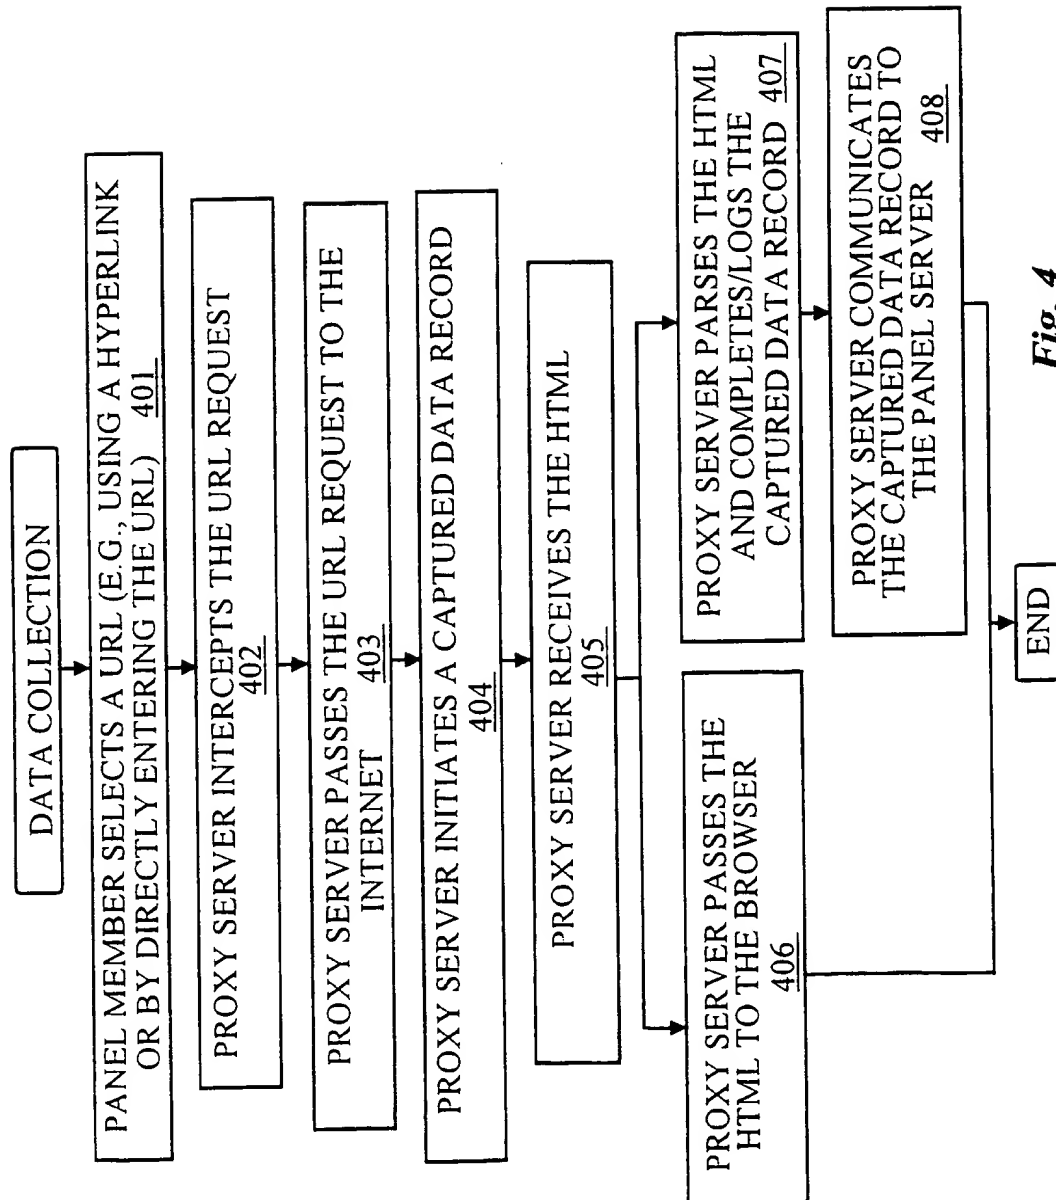 DATA COLLECTION
PANEL MEMBER SELECTS A URL (E.G., USING A HYPERLINK
OR BY DIRECTLY ENTERING THE URL) 401
PROXY SERVER INTERCEPTS THE URL REQUEST
402
PROXY SERVER PASSES THE URL REQUEST TO THE
INTERNET 403
PROXY SERVER INITIATES A CAPTURED DATA RECORD
404
PROXY SERVER RECEIVES THE HTML
405
PROXY SERVER PASSES THE
HTML TO THE BROWSER
406
PROXY SERVER PARSES THE HTML
AND COMPLETES/LOGS THE
CAPTURED DATA RECORD 407
PROXY SERVER COMMUNICATES
THE CAPTURED DATA RECORD TO
THE PANEL SERVER 408
END
Fig. 4